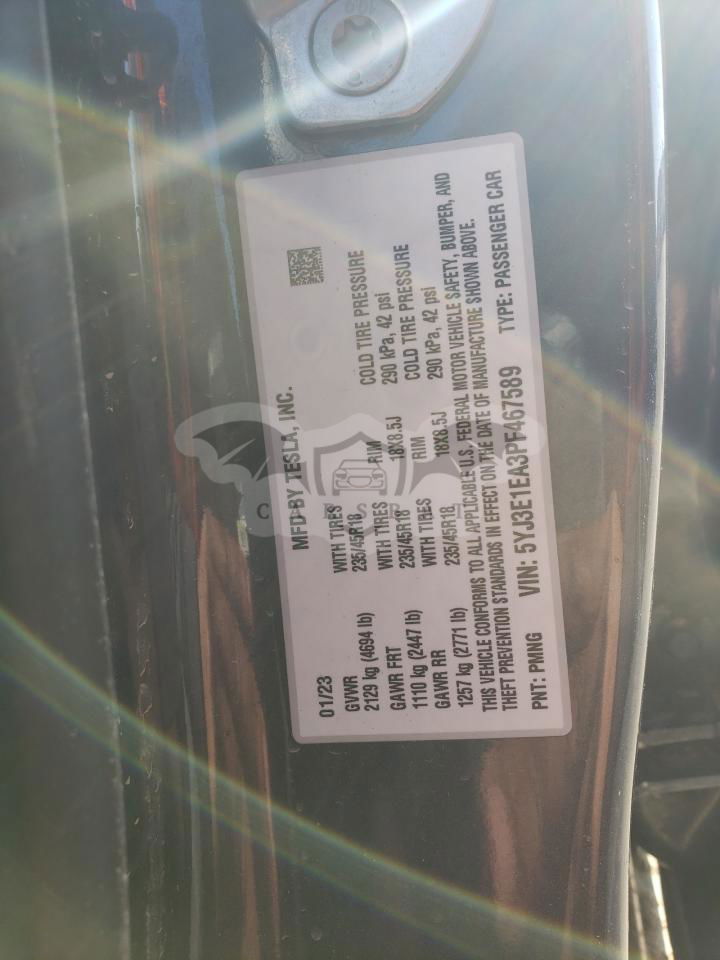 MFD BY TESLA, INC.
01/23
GVWR WITH TIRES RIM COLD TIRE PRESSURE
2129 kg (4694 lb) 235/45R18 18X8.5J 290 kPa, 42 psi
GAWR FRT WITH TIRES RIM COLD TIRE PRESSURE
1110 kg (2447 lb) 235/45R18 18X8.5J 290 kPa, 42 psi
GAWR RR WITH TIRES
1257 kg (2771 lb) 235/45R18
THIS VEHICLE CONFORMS TO ALL APPLICABLE U.S. FEDERAL MOTOR VEHICLE SAFETY, BUMPER, AND
THEFT PREVENTION STANDARDS IN EFFECT ON THE DATE OF MANUFACTURE SHOWN ABOVE.
PNT: PMNG VIN: 5YJ3E1EA3PF467589 TYPE: PASSENGER CAR